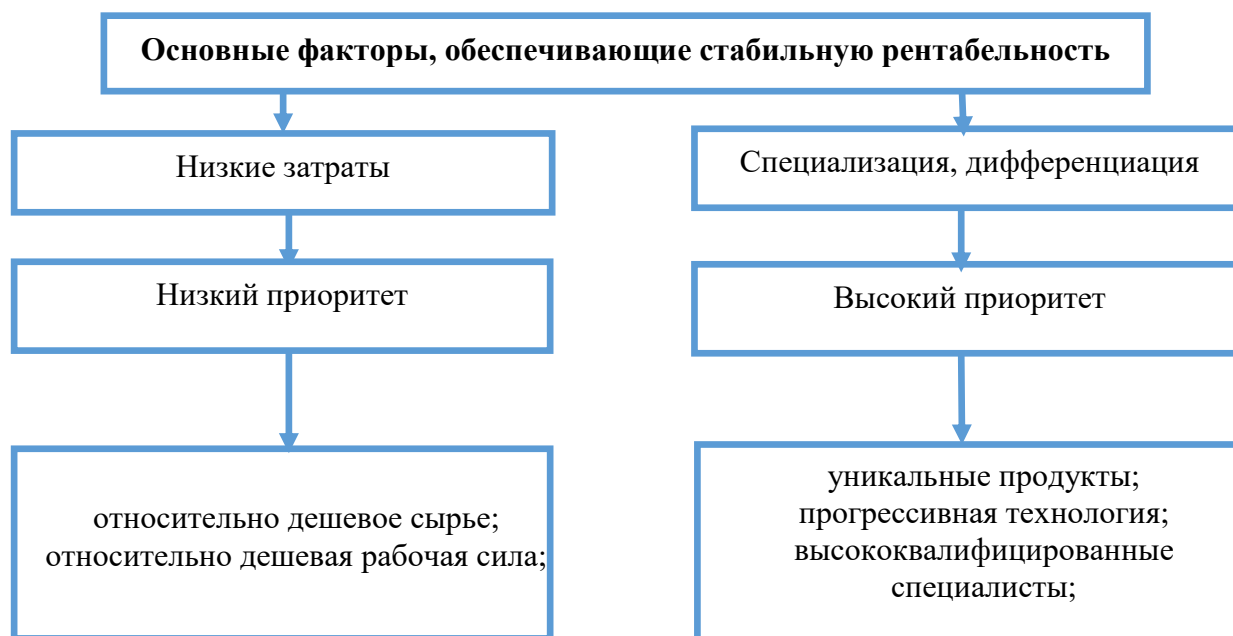 Основные факторы, обеспечивающие стабильную рентабельность
Низкие затраты
Специализация, дифференциация
Низкий приоритет
Высокий приоритет
относительно дешевое сырье;
относительно дешевая рабочая сила;
уникальные продукты;
прогрессивная технология;
высококвалифицированные
специалисты;